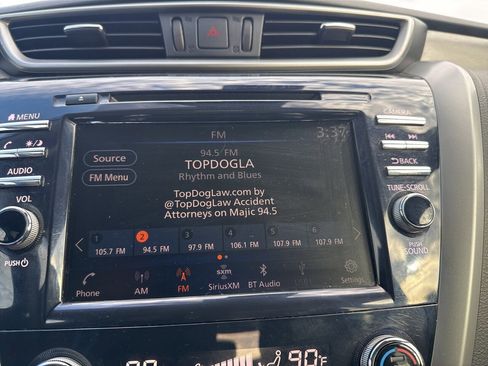 MENU
CAMERA
FM
3:37
94.5 FM
Source
TOPDOGLA
Rhythm and Blues
FM Menu
BACK
AUDIO
TopDogLaw.com by
@TopDogLaw Accident
Attorneys on Majic 94.5
TUNE·SCROLL
VOL
1 2 3 4 5 6
105.7 FM 94.5 FM 97.9 FM 106.1 FM 107.9 FM 107.9 FM
PUSH
SOUND
PUSH
sxm
Phone AM FM SiriusXM BT Audio Settings
90°F